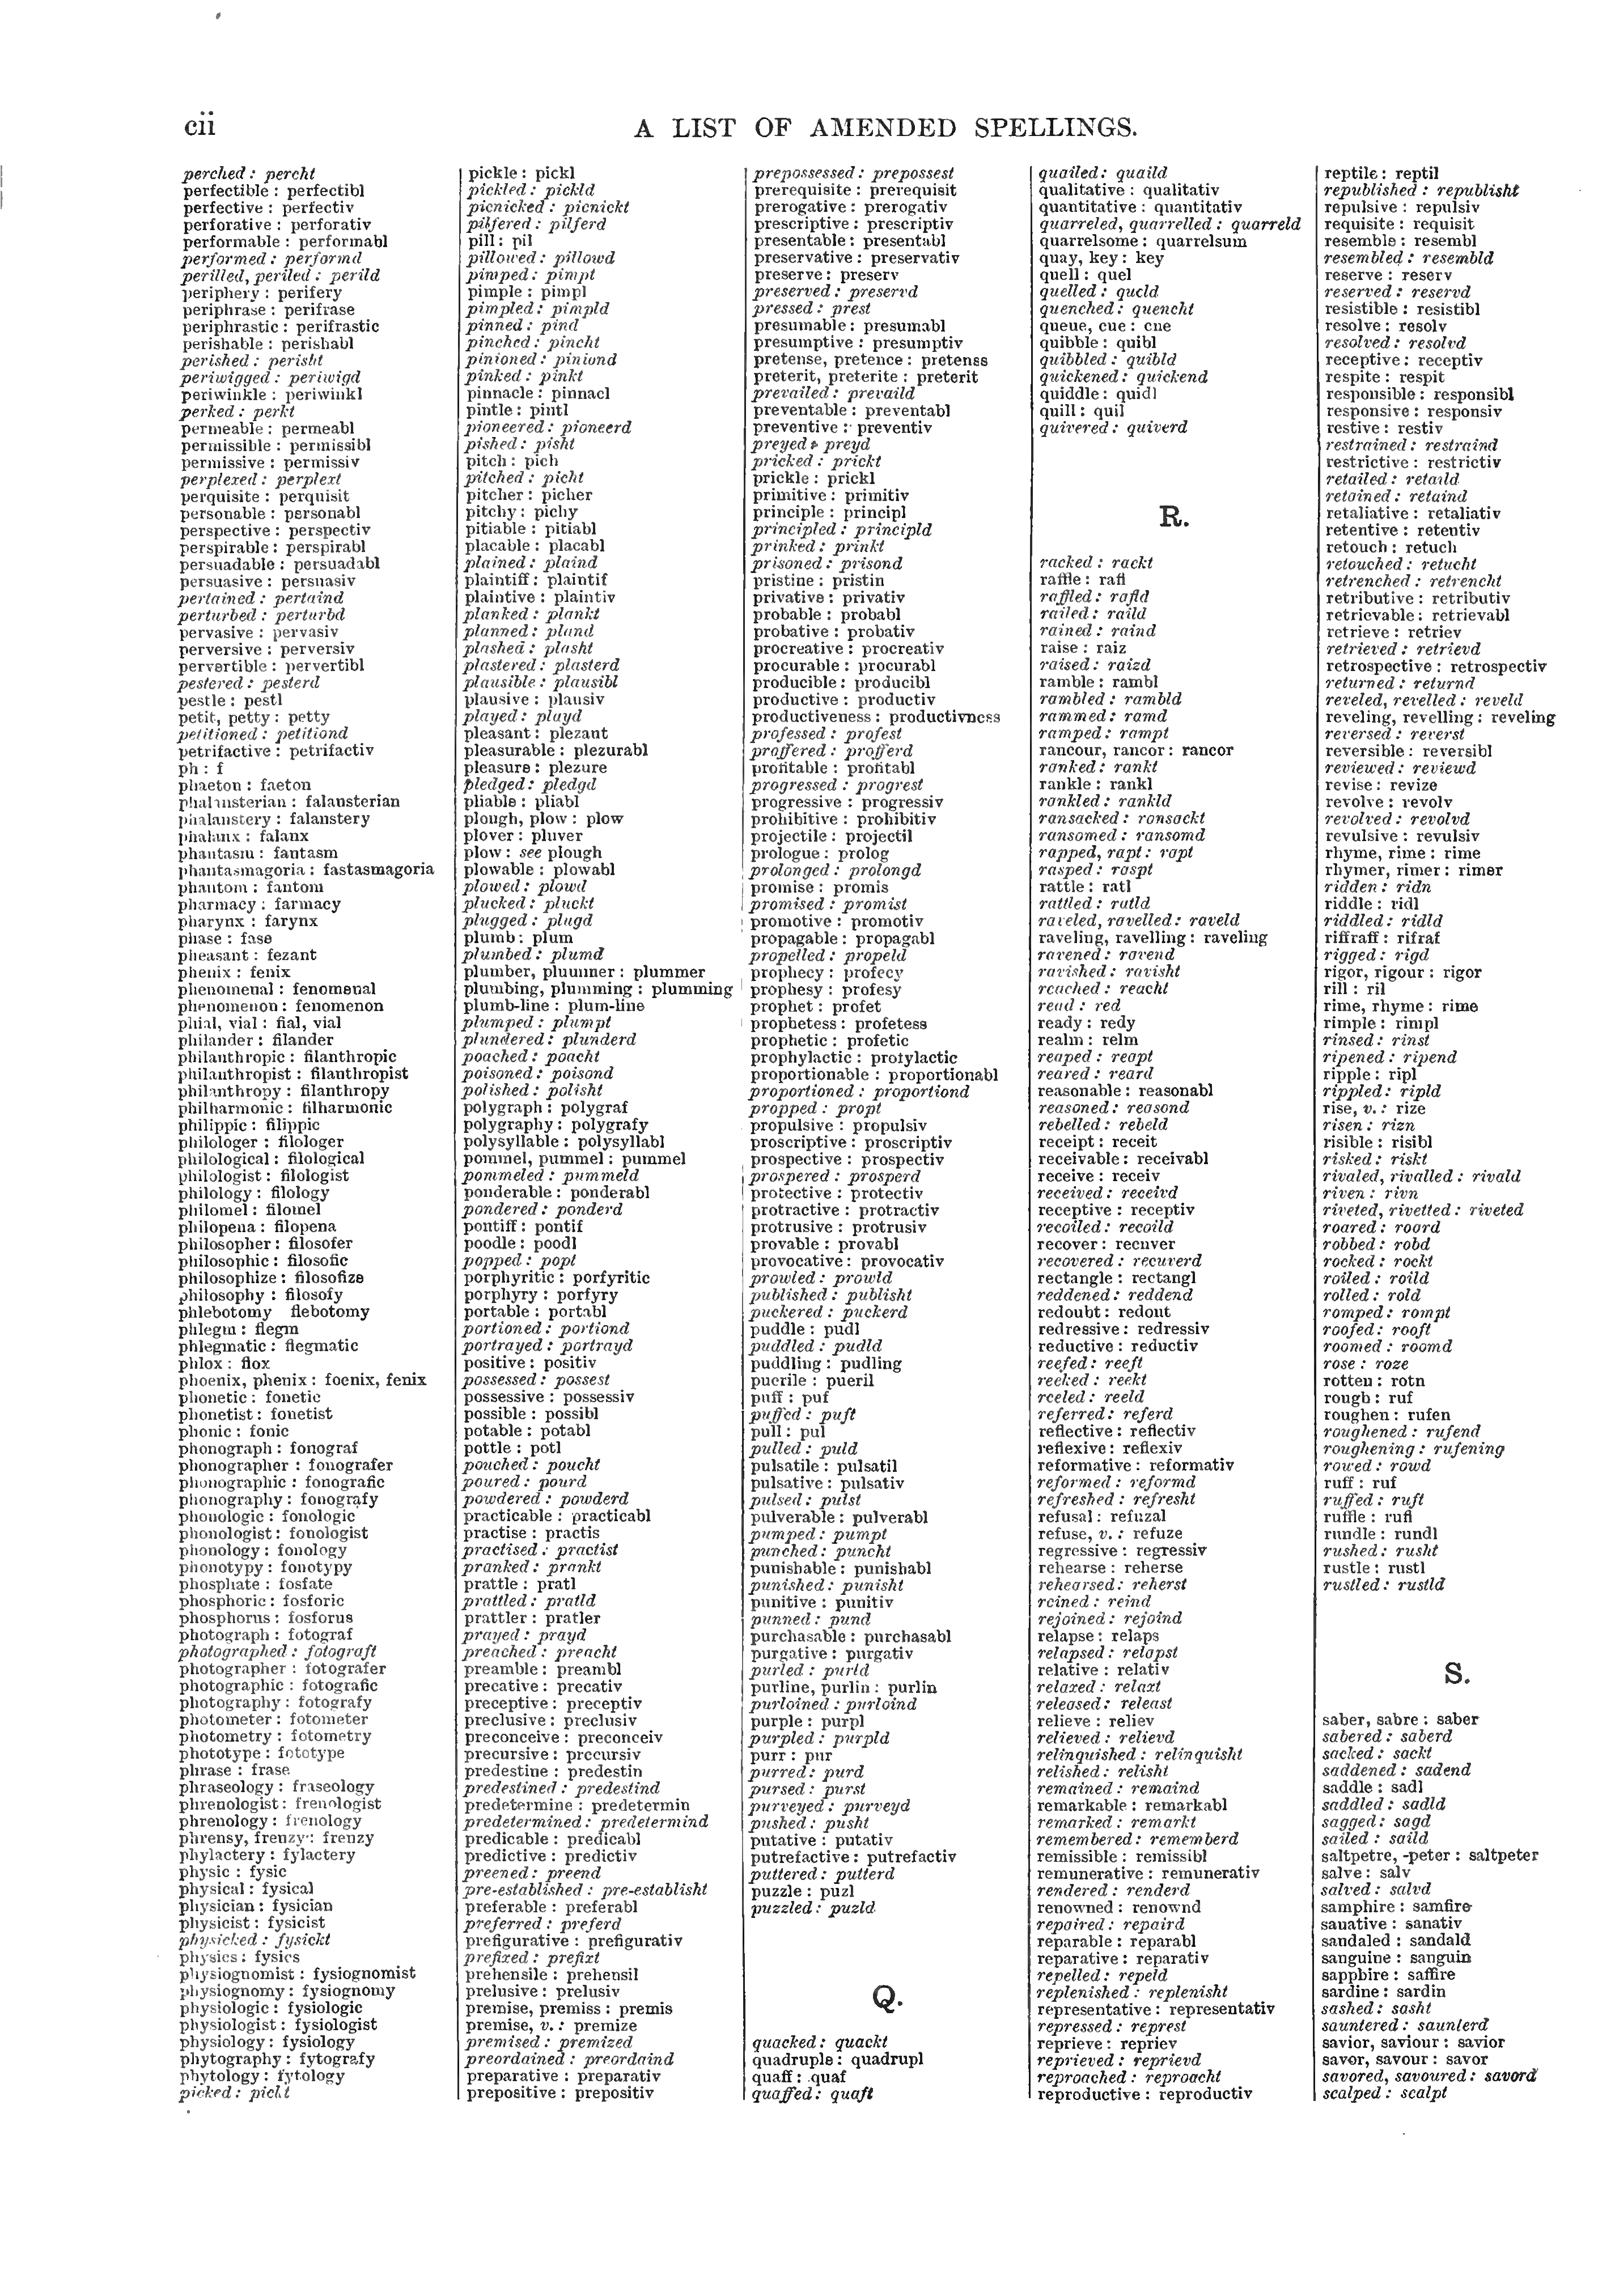 cii
A LIST OF AMENDED SPELLINGS.
perched : percht
perfectible : perfectibl
perfective : perfectiv
perforative : perforativ
performable : performabl
performed : performd
perilled, periled : perild
periphery : perifery
periphrase : perifrase
periphrastic : perifrastic
perishable : perishabl
perished : perisht
periwigged : periwigd
periwinkle : periwinkl
perked : perkt
permeable : permeabl
permissible : permissibl
permissive : permissiv
perplexed : perplext
perquisite : perquisit
personable : personabl
perspective : perspectiv
perspirable : perspirabl
persuadable : persuadabl
persuasive : persuasiv
pertained : pertaind
perturbed : perturbd
pervasive : pervasiv
perversive : perversiv
pervertible : pervertibl
pestered : pesterd
pestle : pestl
petit, petty : petty
petitioned : petitiond
petrifactive : petrifactiv
ph : f
phaeton : faeton
phalansterian : falansterian
phalanstery : falanstery
phalanx : falanx
phantasm : fantasm
phantasmagoria : fastasmagoria
phantom : fantom
pharmacy : farmacy
pharynx : farynx
phase : fase
pheasant : fezant
phenix : fenix
phenomenal : fenomenal
phenomenon : fenomenon
phial, vial : fial, vial
philander : filander
philanthropic : filanthropic
philanthropist : filanthropist
philanthropy : filanthropy
philharmonic : filharmonic
philippic : filippic
philologer : filologer
philological : filological
philologist : filologist
philology : filology
philomel : filomel
philopena : filopena
philosopher : filosofer
philosophic : filosofic
philosophize : filosofize
philosophy : filosofy
phlebotomy flebotomy
phlegm : flegm
phlegmatic : flegmatic
phlox : flox
phoenix, phenix : foenix, fenix
phonetic : fonetic
phonetist : fonetist
phonic : fonic
phonograph : fonograf
phonographer : fonografer
phonographic : fonografic
phonography : fonografy
phonologic : fonologic
phonologist : fonologist
phonology : fonology
phonotypy : fonotypy
phosphate : fosfate
phosphoric : fosforic
phosphorus : fosforus
photograph : fotograf
photographed : fotograft
photographer : fotografer
photographic : fotografic
photography : fotografy
photometer : fotometer
photometry : fotometry
phototype : fototype
phrase : frase
phraseology : fraseology
phrenologist : frenologist
phrenology : frenology
phrensy, frenzy : frenzy
phylactery : fylactery
physic : fysic
physical : fysical
physician : fysician
physicist : fysicist
physicked : fysickt
physics : fysics
physiognomist : fysiognomist
physiognomy : fysiognomy
physiologic : fysiologic
physiologist : fysiologist
physiology : fysiology
phytography : fytografy
phytology : fytology
picked : pickt
pickle : pickl
pickled : pickld
picnicked : picnickt
pilfered : pilferd
pill : pil
pillowed : pillowd
pimped : pimpt
pimple : pimpl
pimpled : pimpld
pinned : pind
pinched : pincht
pinioned : piniond
pinked : pinkt
pinnacle : pinnacl
pintle : pintl
pioneered : pioneerd
pished : pisht
pitch : pich
pitched : picht
pitcher : picher
pitchy : pichy
pitiable : pitiabl
placable : placabl
plained : plaind
plaintiff : plaintif
plaintive : plaintiv
planked : plankt
planned : pland
plashed : plasht
plastered : plasterd
plausible : plausibl
plausive : plausiv
played : playd
pleasant : plezant
pleasurable : plezurabl
pleasure : plezure
pledged : pledgd
pliable : pliabl
plough, plow : plow
plover : pluver
plow : see plough
plowable : plowabl
plowed : plowd
plucked : pluckt
plugged : plugd
plumb : plum
plumbed : plumd
plumber, plummer : plummer
plumbing, plumming : plumming
plumb-line : plum-line
plumped : plumpt
plundered : plunderd
poached : poacht
poisoned : poisond
polished : polisht
polygraph : polygraf
polygraphy : polygrafy
polysyllable : polysyllabl
pommel, pummel : pummel
pommeled : pummeld
ponderable : ponderabl
pondered : ponderd
pontiff : pontif
poodle : poodl
popped : popt
porphyritic : porfyritic
porphyry : porfyry
portable : portabl
portioned : portiond
portrayed : portrayd
positive : positiv
possessed : possest
possessive : possessiv
possible : possibl
potable : potabl
pottle : potl
pouched : poucht
poured : pourd
powdered : powderd
practicable : practicabl
practise : practis
practised : practist
pranked : prankt
prattle : pratl
prattled : pratld
prattler : pratler
prayed : prayd
preached : preacht
preamble : preambl
precative : precativ
preceptive : preceptiv
preclusive : preclusiv
preconceive : preconceiv
precursive : precursiv
predestine : predestin
predestined : predestind
predetermine : predetermin
predetermined : predetermind
predicable : predicabl
predictive : predictiv
preened : preend
pre-established : pre-establisht
preferable : preferabl
preferred : preferd
prefigurative : prefigurativ
prefixed : prefixt
prehensile : prehensil
prelusive : prelusiv
premise, premiss : premis
premise, v. : premize
premised : premized
preordained : preordaind
preparative : preparativ
prepositive : prepositiv
prepossessed : prepossest
prerequisite : prerequisit
prerogative : prerogativ
prescriptive : prescriptiv
presentable : presentabl
preservative : preservativ
preserve : preserv
preserved : preservd
pressed : prest
presumable : presumabl
presumptive : presumptiv
pretense, pretence : pretenss
preterit, preterite : preterit
prevailed : prevaild
preventable : preventabl
preventive : preventiv
preyed : preyd
pricked : prickt
prickle : prickl
primitive : primitiv
principle : principl
principled : principld
prinked : prinkt
prisoned : prisond
pristine : pristin
privative : privativ
probable : probabl
probative : probativ
procreative : procreativ
procurable : procurabl
producible : producibl
productive : productiv
productiveness : productivness
professed : profest
proffered : profferd
profitable : profitabl
progressed : progrest
progressive : progressiv
prohibitive : prohibitiv
projectile : projectil
prologue : prolog
prolonged : prolongd
promise : promis
promised : promist
promotive : promotiv
propagable : propagabl
propelled : propeld
prophecy : profecy
prophesy : profesy
prophet : profet
prophetess : profetess
prophetic : profetic
prophylactic : profylactic
proportionable : proportionabl
proportioned : proportiond
propped : propt
propulsive : propulsiv
proscriptive : proscriptiv
prospective : prospectiv
prospered : prosperd
protective : protectiv
protractive : protractiv
protrusive : protrusiv
provable : provabl
provocative : provocativ
prowled : prowld
published : publisht
puckered : puckerd
puddle : pudl
puddled : pudld
puddling : pudling
puerile : pueril
puff : puf
puffed : puft
pull : pul
pulled : puld
pulsatile : pulsatil
pulsative : pulsativ
pulsed : pulst
pulverable : pulverabl
pumped : pumpt
punched : puncht
punishable : punishabl
punished : punisht
punitive : punitiv
punned : pund
purchasable : purchasabl
purgative : purgativ
purled : purld
purline, purlin : purlin
purloined : purloind
purple : purpl
purpled : purpld
purr : pur
purred : purd
pursed : purst
purveyed : purveyd
pushed : pusht
putative : putativ
putrefactive : putrefactiv
puttered : putterd
puzzle : puzl
puzzled : puzld
Q.
quacked : quackt
quadruple : quadrupl
quaff : quaf
quaffed : quaft
quailed : quaild
qualitative : qualitativ
quantitative : quantitativ
quarreled, quarrelled : quarreld
quarrelsome : quarrelsum
quay, key : key
quell : quel
quelled : queld
quenched : quencht
queue, cue : cue
quibble : quibl
quibbled : quibld
quickened : quickend
quiddle : quidl
quill : quil
quivered : quiverd
R.
racked : rackt
raffle : rafl
raffled : rafld
railed : raild
rained : raind
raise : raiz
raised : raizd
ramble : rambl
rambled : rambld
rammed : ramd
ramped : rampt
rancour, rancor : rancor
ranked : rankt
rankle : rankl
rankled : rankld
ransacked : ransackt
ransomed : ransomd
rapped, rapt : rapt
rasped : raspt
rattle : ratl
rattled : ratld
raveled, ravelled : raveld
raveling, ravelling : raveling
ravened : ravend
ravished : ravisht
reached : reacht
read : red
ready : redy
realm : relm
reaped : reapt
reared : reard
reasonable : reasonabl
reasoned : reasond
rebelled : rebeld
receipt : receit
receivable : receivabl
receive : receiv
received : receivd
receptive : receptiv
recoiled : recoild
recover : recuver
recovered : recuverd
rectangle : rectangl
reddened : reddend
redoubt : redout
redressive : redressiv
reductive : reductiv
reefed : reeft
reeked : reekt
reeled : reeld
referred : referd
reflective : reflectiv
reflexive : reflexiv
reformative : reformativ
reformed : reformd
refreshed : refresht
refusal : refuzal
refuse, v. : refuze
regressive : regressiv
rehearse : reherse
rehearsed : reherst
reined : reind
rejoined : rejoind
relapse : relaps
relapsed : relapst
relative : relativ
relaxed : relaxt
released : releast
relieve : reliev
relieved : relievd
relinquished : relinquisht
relished : relisht
remained : remaind
remarkable : remarkabl
remarked : remarkt
remembered : rememberd
remissible : remissibl
remunerative : remunerativ
rendered : renderd
renowned : renownd
repaired : repaird
reparable : reparabl
reparative : reparativ
repelled : repeld
replenished : replenisht
representative : representativ
repressed : represt
reprieve : repriev
reprieved : reprievd
reproached : reproacht
reproductive : reproductiv
reptile : reptil
republished : republisht
repulsive : repulsiv
requisite : requisit
resemble : resembl
resembled : resembld
reserve : reserv
reserved : reservd
resistible : resistibl
resolve : resolv
resolved : resolvd
receptive : receptiv
respite : respit
responsible : responsibl
responsive : responsiv
restive : restiv
restrained : restraind
restrictive : restrictiv
retailed : retaild
retained : retaind
retaliative : retaliativ
retentive : retentiv
retouch : retuch
retouched : retucht
retrenched : retrencht
retributive : retributiv
retrievable : retrievabl
retrieve : retriev
retrieved : retrievd
retrospective : retrospectiv
returned : returnd
reveled, revelled : reveld
reveling, revelling : reveling
reversed : reverst
reversible : reversibl
reviewed : reviewd
revise : revize
revolve : revolv
revolved : revolvd
revulsive : revulsiv
rhyme, rime : rime
rhymer, rimer : rimer
ridden : ridn
riddle : ridl
riddled : ridld
riffraff : rifraf
rigged : rigd
rigor, rigour : rigor
rill : ril
rime, rhyme : rime
rimple : rimpl
rinsed : rinst
ripened : ripend
ripple : ripl
rippled : ripld
rise, v. : rize
risen : rizn
risible : risibl
risked : riskt
rivaled, rivalled : rivald
riven : rivn
riveted, rivetted : riveted
roared : roard
robbed : robd
rocked : rockt
roiled : roild
rolled : rold
romped : rompt
roofed : rooft
roomed : roomd
rose : roze
rotten : rotn
rough : ruf
roughen : rufen
roughened : rufend
roughening : rufening
rowed : rowd
ruff : ruf
ruffed : ruft
ruffle : rufl
rundle : rundl
rushed : rusht
rustle : rustl
rustled : rustld
S.
saber, sabre : saber
sabered : saberd
sacked : sackt
saddened : sadend
saddle : sadl
saddled : sadld
sagged : sagd
sailed : saild
saltpetre, -peter : saltpeter
salve : salv
salved : salvd
samphire : samfire
sanative : sanativ
sandaled : sandald
sanguine : sanguin
sapphire : saffire
sardine : sardin
sashed : sasht
sauntered : saunterd
savior, saviour : savior
savor, savour : savor
savored, savoured : savord
scalped : scalpt